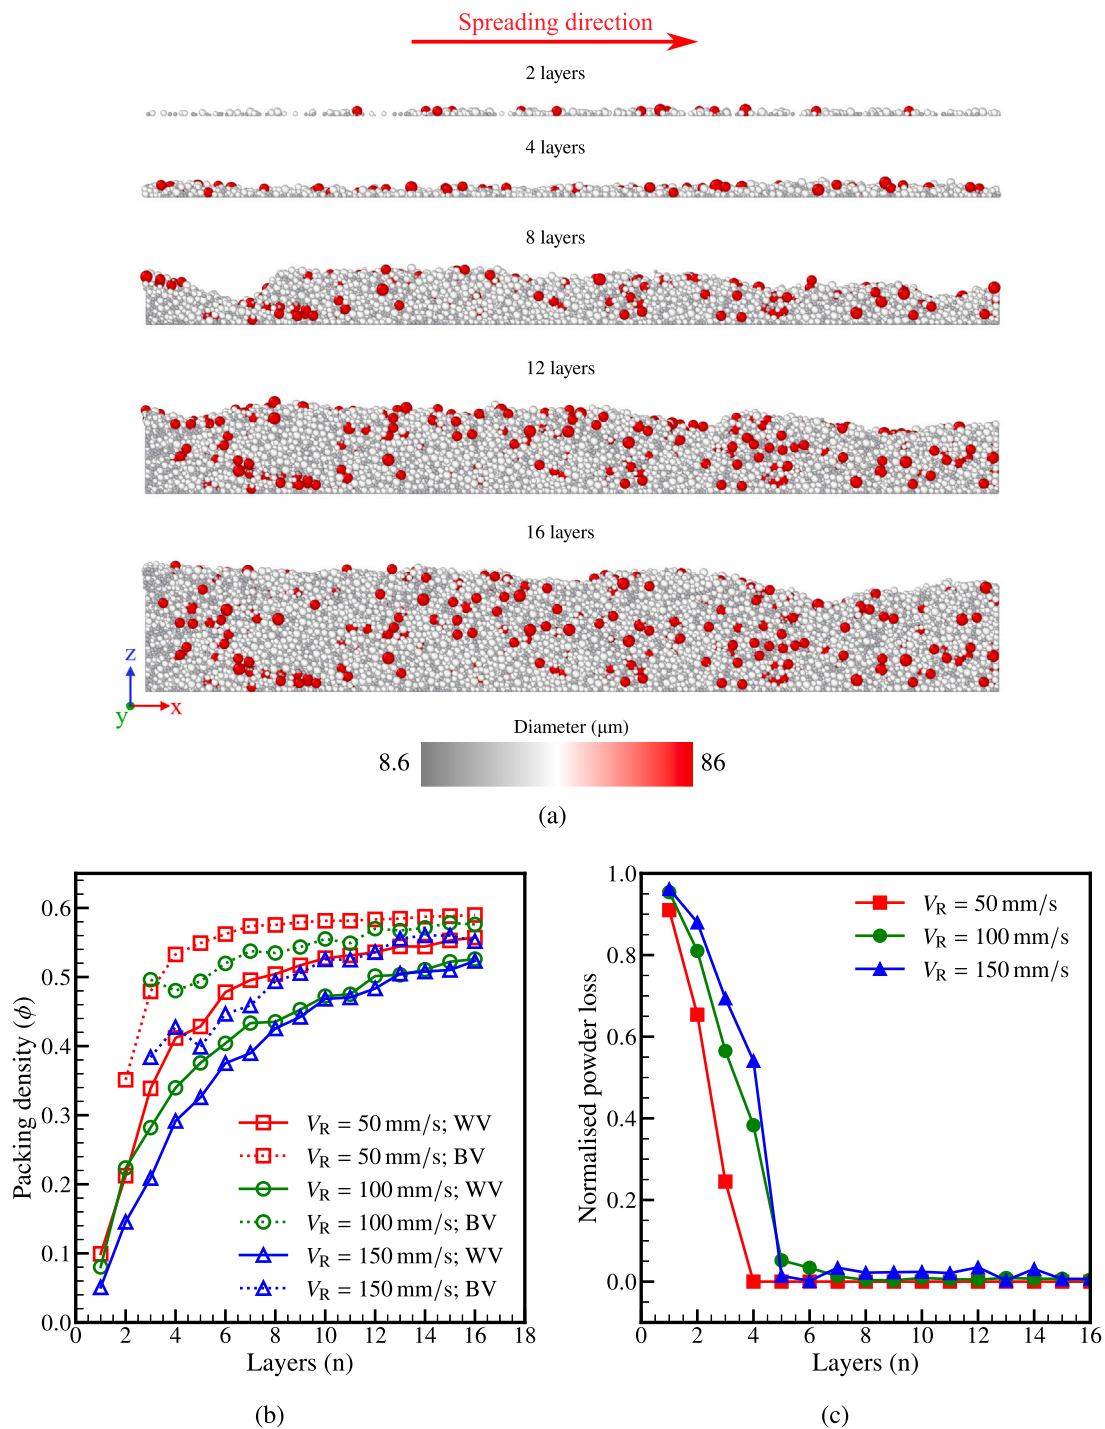 Spreading direction
2 layers
4 layers
8 layers
12 layers
16 layers
z
y
x
Diameter (μm)
8.6
86
(a)
Packing density (ϕ)
0.6
0.5
0.4
0.3
0.2
0.1
0.0
0 2 4 6 8 10 12 14 16 18
Layers (n)
V_R = 50 mm/s; WV
V_R = 50 mm/s; BV
V_R = 100 mm/s; WV
V_R = 100 mm/s; BV
V_R = 150 mm/s; WV
V_R = 150 mm/s; BV
(b)
Normalised powder loss
1.0
0.8
0.6
0.4
0.2
0.0
0 2 4 6 8 10 12 14 16
Layers (n)
V_R = 50 mm/s
V_R = 100 mm/s
V_R = 150 mm/s
(c)